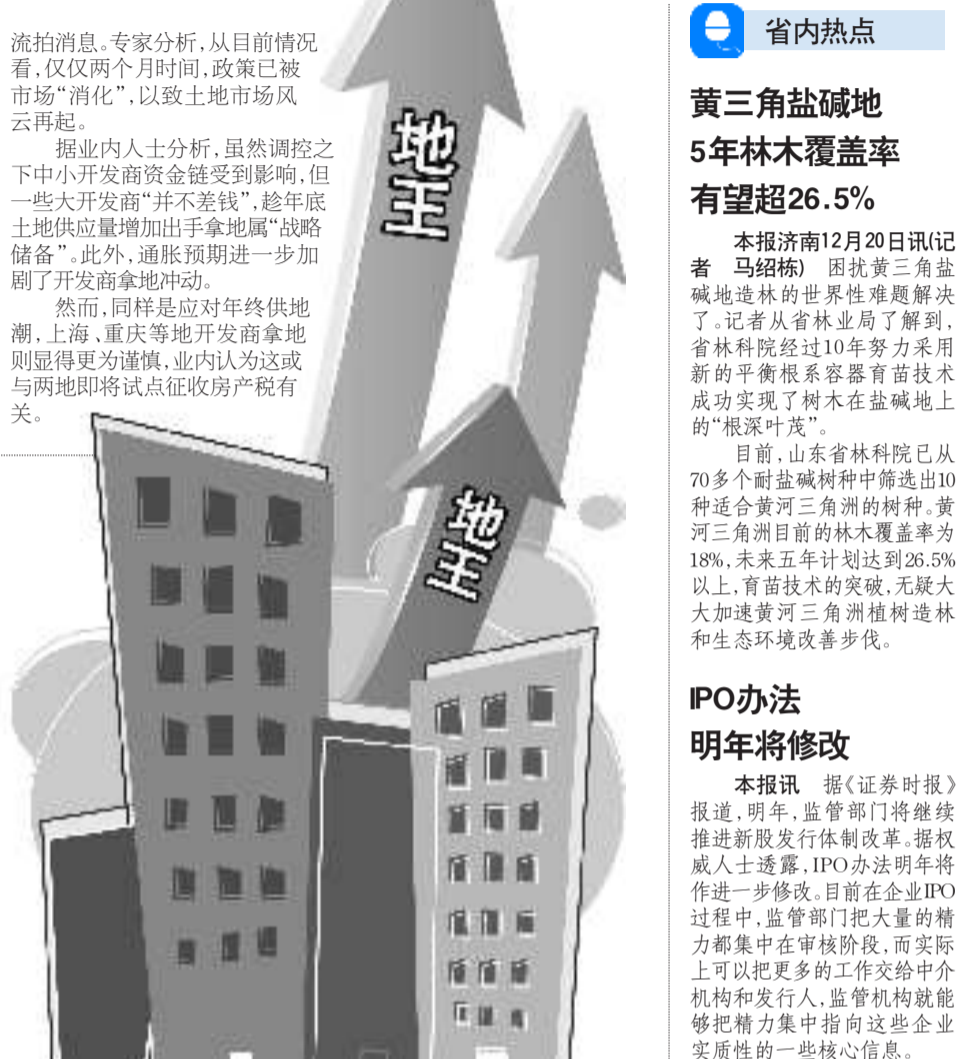 流拍消息。专家分析,从目前情况
看,仅仅两个月时间,政策已被
市场“消化”,以致土地市场风
云再起。
据业内人士分析,虽然调控之
下中小开发商资金链受到影响,但
一些大开发商“并不差钱”,趁年底
土地供应量增加出手拿地属“战略
储备”。此外,通胀预期进一步加
剧了开发商拿地冲动。
然而,同样是应对年终供地
潮,上海、重庆等地开发商拿地
则显得更为谨慎,业内认为这或
与两地即将试点征收房产税有
关。
地王
地王
省内热点
黄三角盐碱地
5年林木覆盖率
有望超26.5%
本报济南12月20日讯(记
者 马绍栋) 困扰黄三角盐
碱地造林的世界性难题解决
了。记者从省林业局了解到,
省林科院经过10年努力采用
新的平衡根系容器育苗技术
成功实现了树木在盐碱地上
的“根深叶茂”。
目前,山东省林科院已从
70多个耐盐碱树种中筛选出10
种适合黄河三角洲的树种。黄
河三角洲目前的林木覆盖率为
18%,未来五年计划达到26.5%
以上,育苗技术的突破,无疑大
大加速黄河三角洲植树造林
和生态环境改善步伐。
IPO办法
明年将修改
本报讯 据《证券时报》
报道,明年,监管部门将继续
推进新股发行体制改革。据权
威人士透露,IPO办法明年将
作进一步修改。目前在企业IPO
过程中,监管部门把大量的精
力都集中在审核阶段,而实际
上可以把更多的工作交给中介
机构和发行人,监管机构就能
够把精力集中指向这些企业
实质性的一些核心信息。